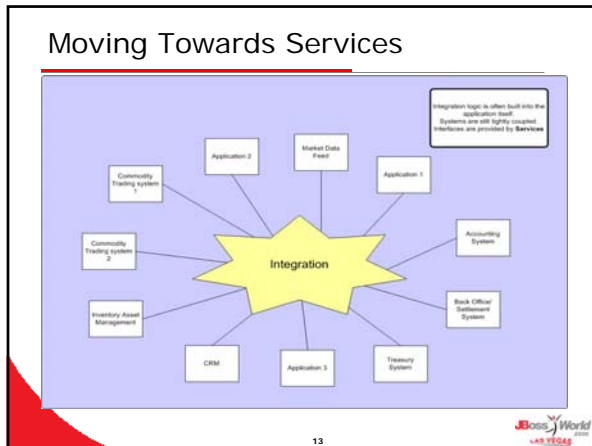 Moving Towards Services
Integration logic is often built into the
application itself.
Systems are still tightly coupled.
Interfaces are provided by Services
Market Data
Feed
Application 2
Application 1
Commodity
Trading system
1
Accounting
System
Commodity
Trading system
2
Integration
Back Office/
Settlement
System
Inventory Asset
Management
CRM
Application 3
Treasury
System
13
JBoss World
LAS VEGAS